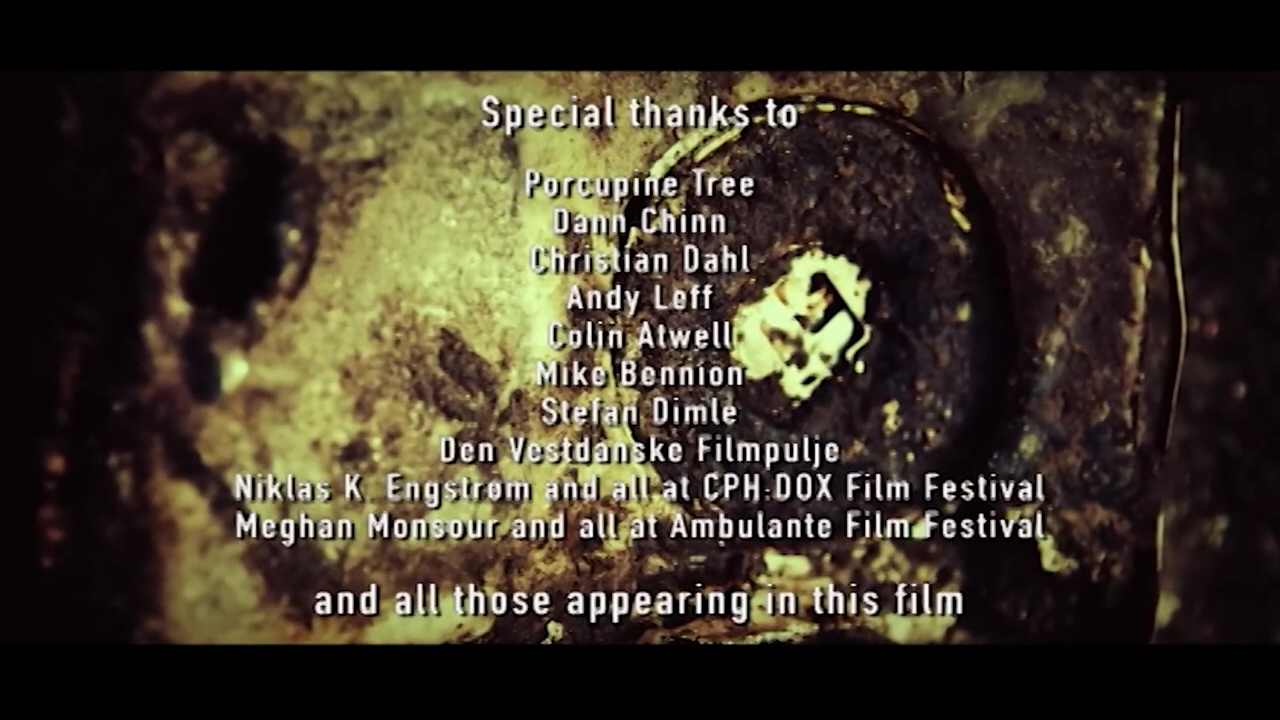 Special thanks to
Porcupine Tree
Dann Chinn
Christian Dahl
Andy Leff
Colin Atwell
Mike Bennion
Stefan Dimle
Den Vestdanske Filmpulje
Niklas K. Engstrøm and all at CPH:DOX Film Festival
Meghan Monsour and all at Ambulante Film Festival
and all those appearing in this film